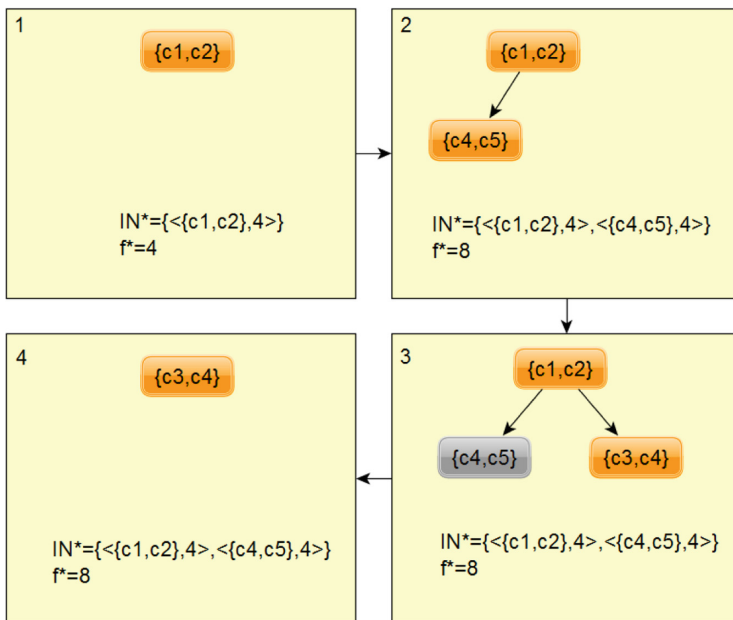 1
{c1,c2}
IN*={<{c1,c2},4>}
f*=4
2
{c1,c2}
{c4,c5}
IN*={<{c1,c2},4>,<{c4,c5},4>}
f*=8
3
{c1,c2}
{c4,c5}
{c3,c4}
IN*={<{c1,c2},4>,<{c4,c5},4>}
f*=8
4
{c3,c4}
IN*={<{c1,c2},4>,<{c4,c5},4>}
f*=8